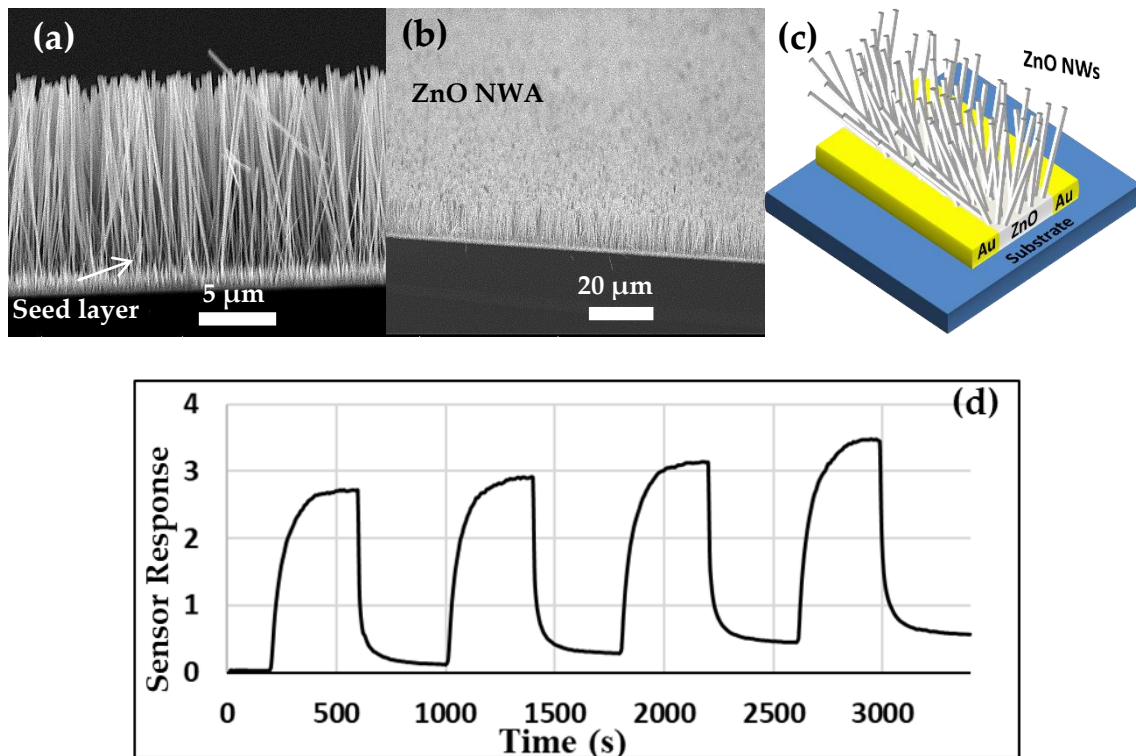 (a)
Seed layer
5 μm
(b)
ZnO NWA
20 μm
(c)
ZnO NWs
Au
ZnO
Au
Substrate
(d)
Sensor Response
4
3
2
1
0
0 500 1000 1500 2000 2500 3000
Time (s)